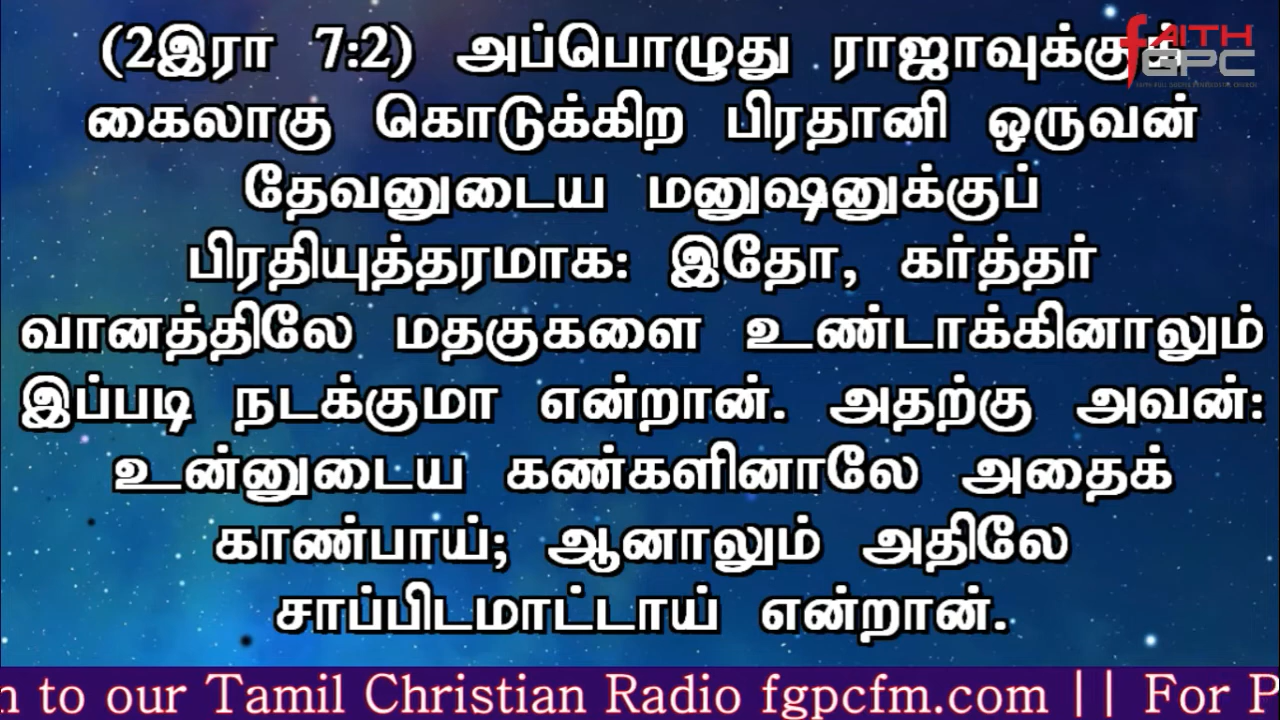 (2இரா 7:2) அப்பொழுது ராஜாவுக்குக்
கைலாகு கொடுக்கிற பிரதானி ஒருவன்
தேவனுடைய மனுஷனுக்குப்
பிரதியுத்தரமாக: இதோ, கர்த்தர்
வானத்திலே மதகுகளை உண்டாக்கினாலும்
இப்படி நடக்குமா என்றான். அதற்கு அவன்:
உன்னுடைய கண்களினாலே அதைக்
காண்பாய்; ஆனாலும் அதிலே
சாப்பிடமாட்டாய் என்றான்.
fAITH
GPC
n to our Tamil Christian Radio fgpcfm.com || For P